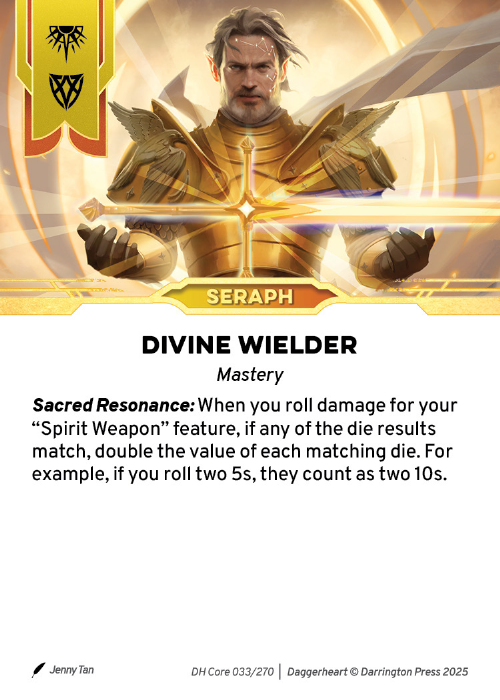 SERAPH
DIVINE WIELDER
Mastery
Sacred Resonance: When you roll damage for your
“Spirit Weapon” feature, if any of the die results
match, double the value of each matching die. For
example, if you roll two 5s, they count as two 10s.
Jenny Tan
DH Core 033/270 | Daggerheart © Darrington Press 2025